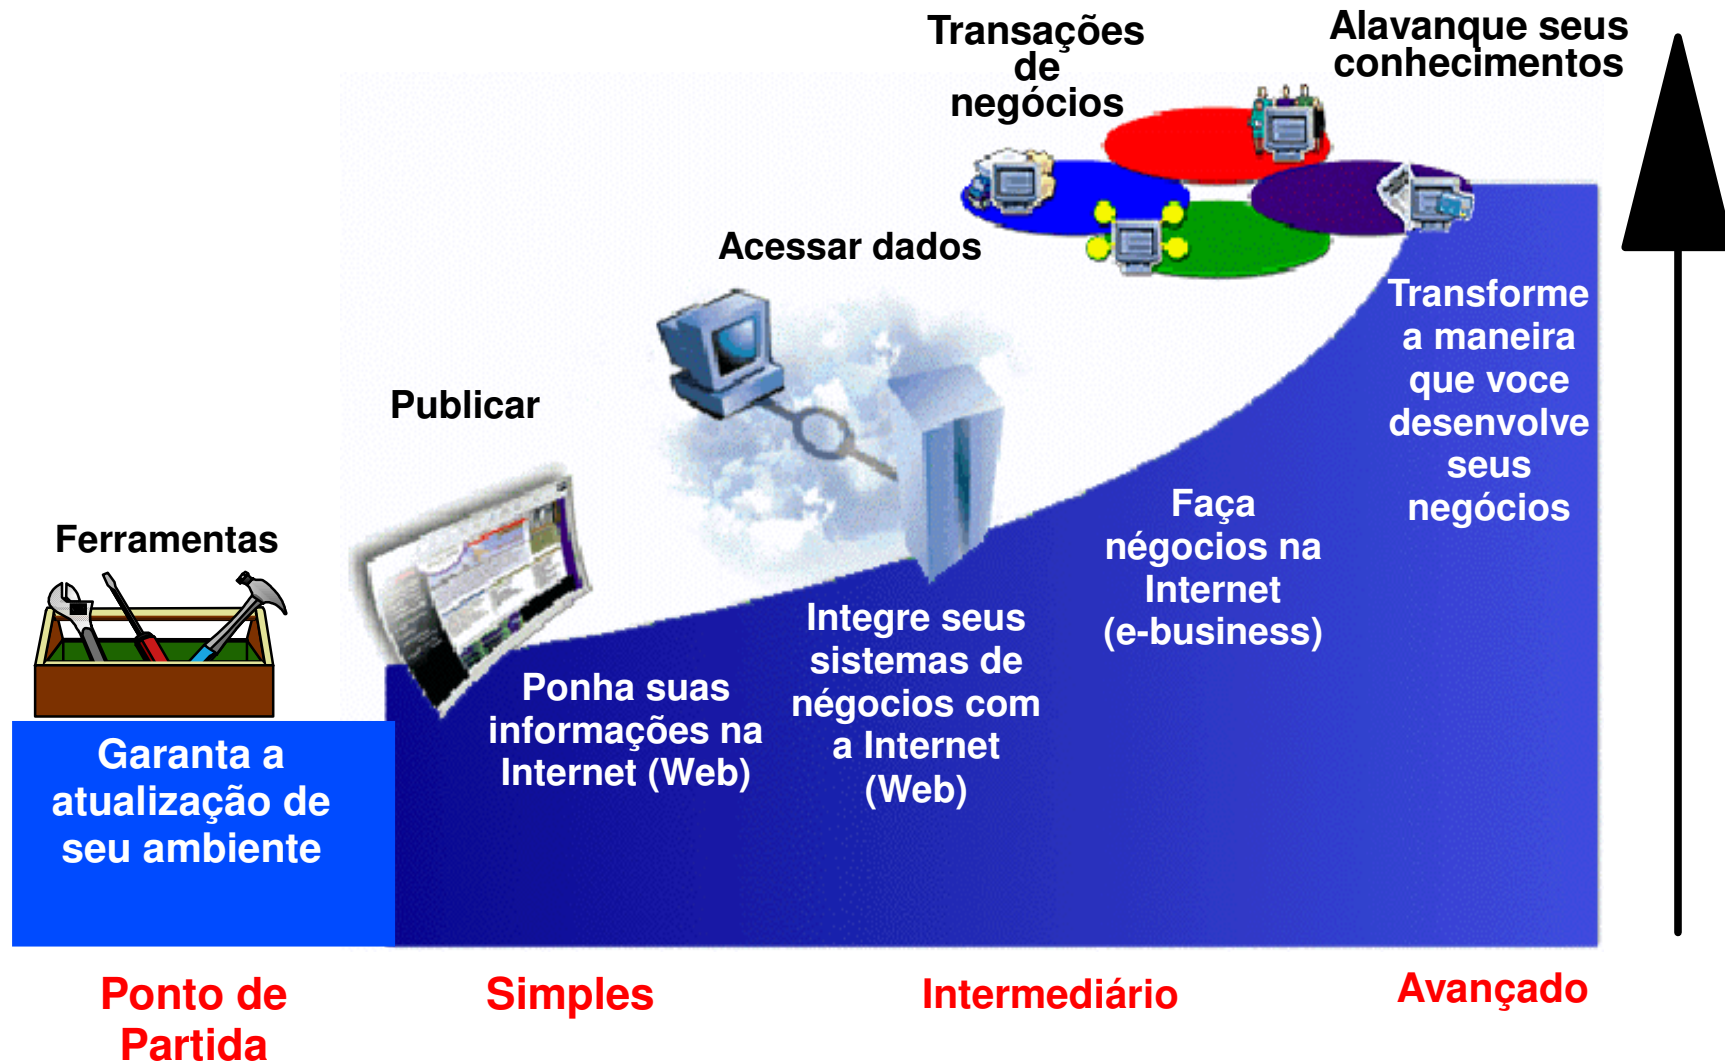 Transações
de
negócios
Alavanque seus
conhecimentos
Acessar dados
Publicar
Ferramentas
Transforme
a maneira
que voce
desenvolve
seus
negócios
Faça
négocios na
Internet
(e-business)
Integre seus
sistemas de
négocios com
a Internet
(Web)
Ponha suas
informações na
Internet (Web)
Garanta a
atualização de
seu ambiente
Ponto de
Partida
Simples
Intermediário
Avançado